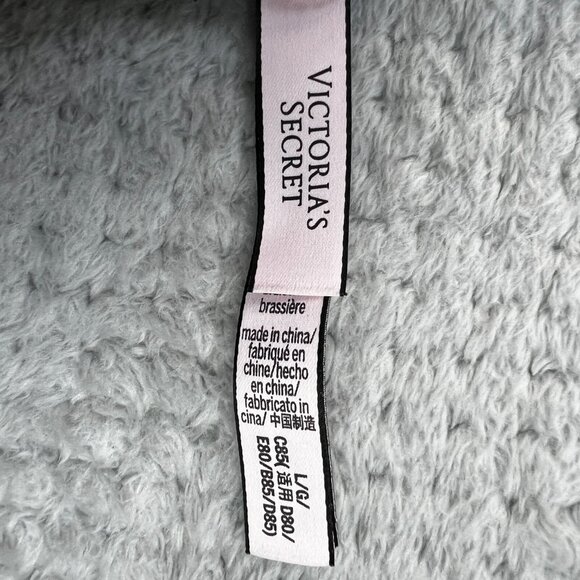 VICTORIA'S
SECRET
brassière
made in china/
fabriqué en
chine/hecho
en china/
fabbricato in
cina/ 中国制造
L/G/
C85( 适用 D80/
E80/B85/D85)